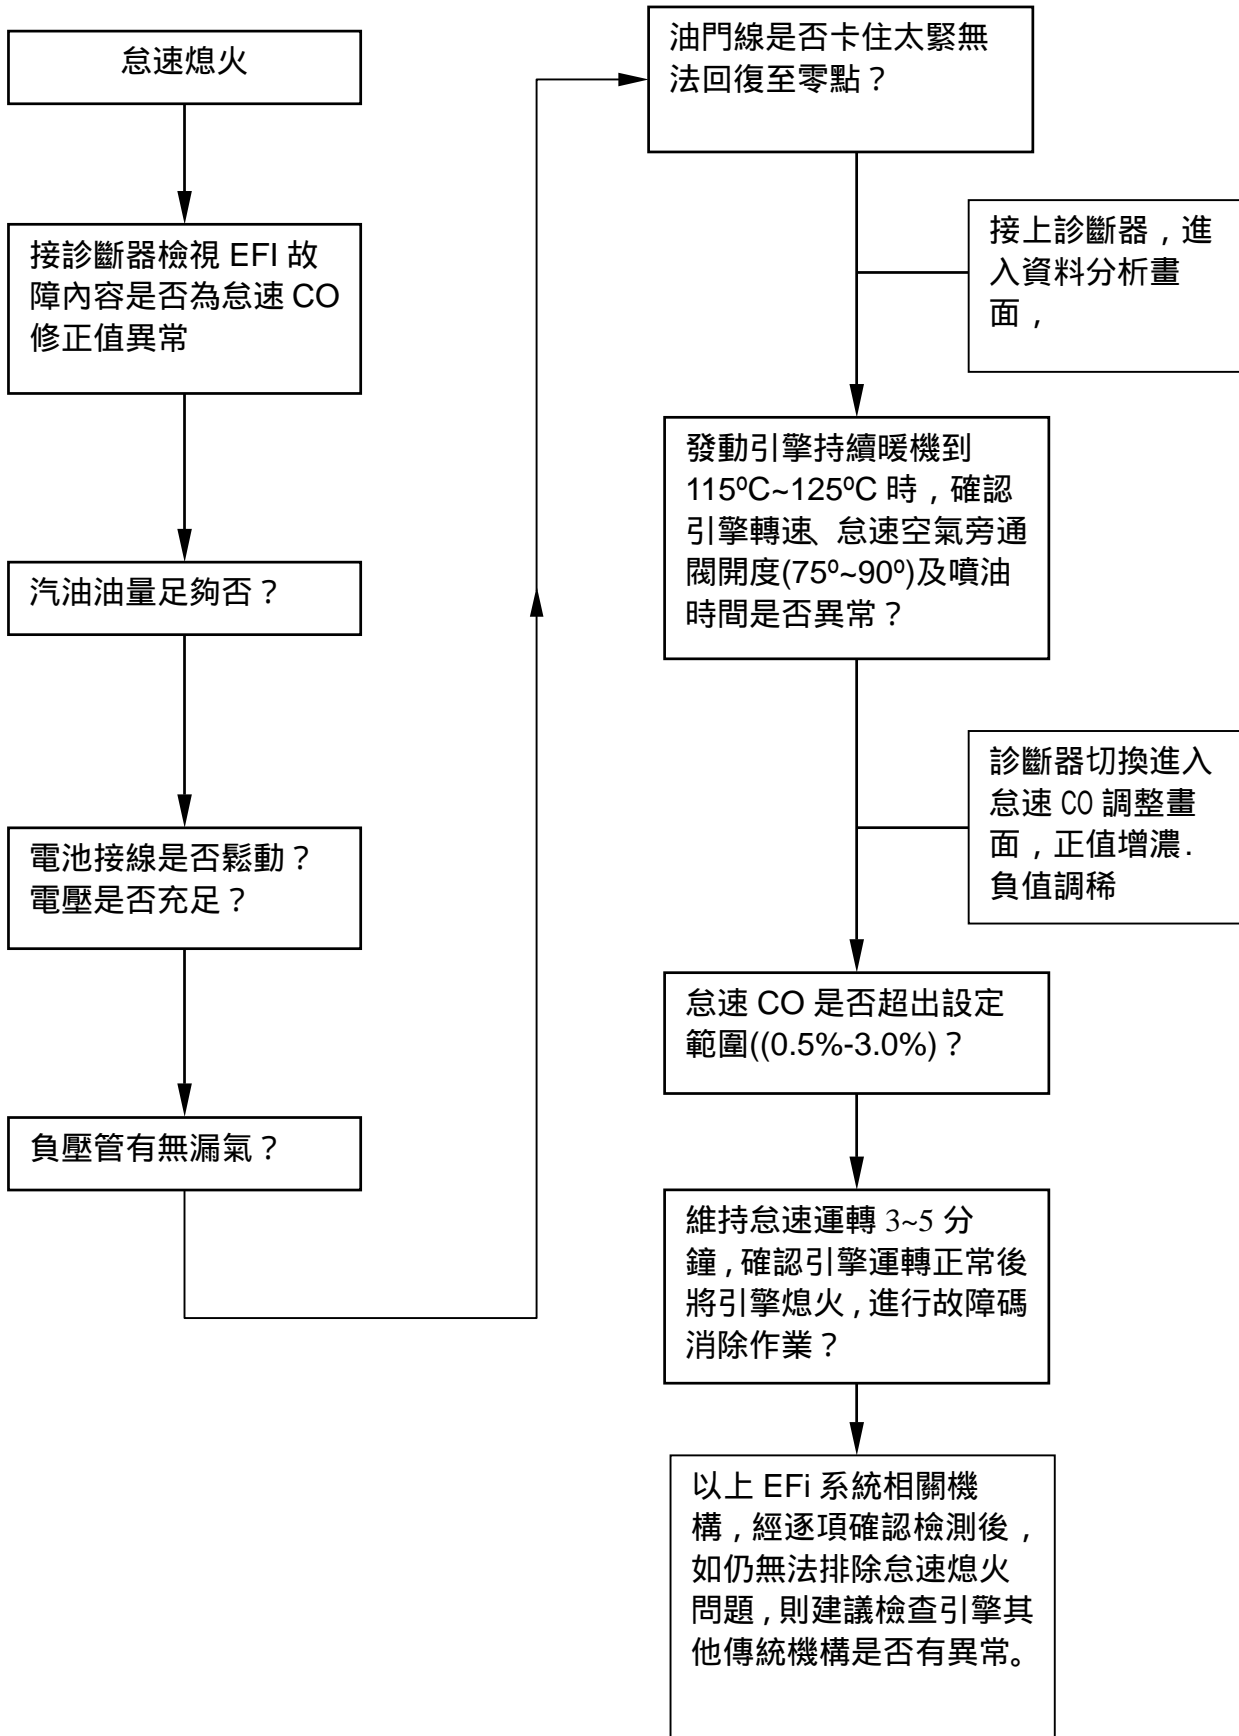 怠速熄火
接診斷器檢視 EFI 故
障內容是否為怠速 CO
修正值異常
汽油油量足夠否？
電池接線是否鬆動？
電壓是否充足？
負壓管有無漏氣？
油門線是否卡住太緊無
法回復至零點？
接上診斷器，進
入資料分析畫
面，
發動引擎持續暖機到
115ºC~125ºC 時，確認
引擎轉速、怠速空氣旁通
閥開度(75º~90º)及噴油
時間是否異常？
診斷器切換進入
怠速 CO 調整畫
面，正值增濃.
負值調稀
怠速 CO 是否超出設定
範圍((0.5%-3.0%)？
維持怠速運轉 3~5 分
鐘，確認引擎運轉正常後
將引擎熄火，進行故障碼
消除作業？
以上 EFi 系統相關機
構，經逐項確認檢測後，
如仍無法排除怠速熄火
問題，則建議檢查引擎其
他傳統機構是否有異常。